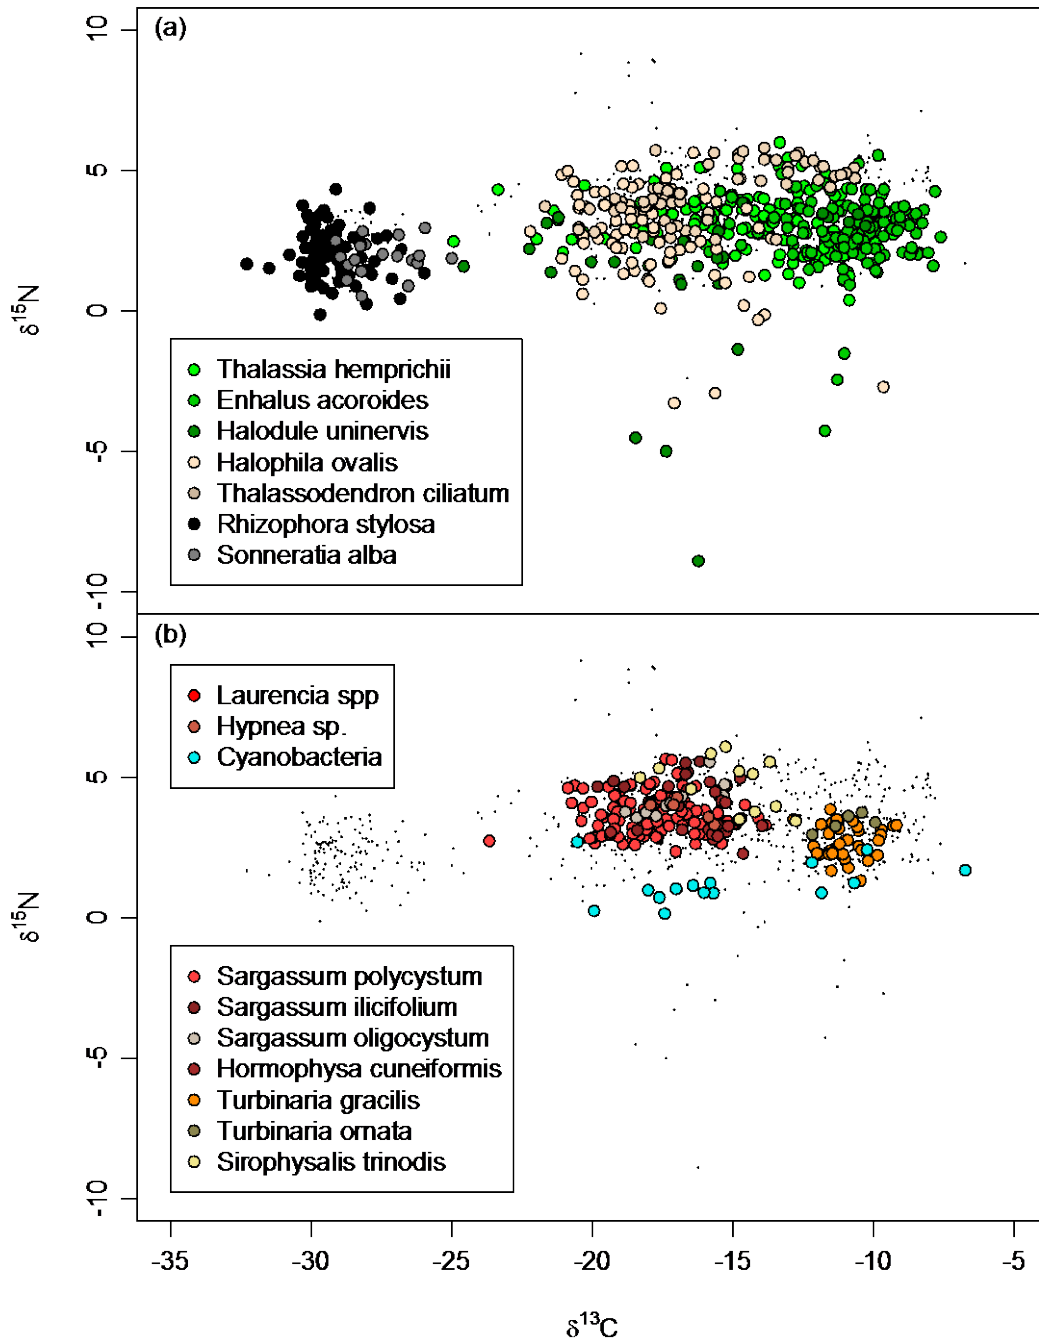 (a)
10
5
0
-5
-10
δ15N
Thalassia hemprichii
Enhalus acoroides
Halodule uninervis
Halophila ovalis
Thalassodendron ciliatum
Rhizophora stylosa
Sonneratia alba
(b)
10
5
0
-5
-10
δ15N
Laurencia spp
Hypnea sp.
Cyanobacteria
Sargassum polycystum
Sargassum ilicifolium
Sargassum oligocystum
Hormophysa cuneiformis
Turbinaria gracilis
Turbinaria ornata
Sirophysalis trinodis
-35 -30 -25 -20 -15 -10 -5
δ13C